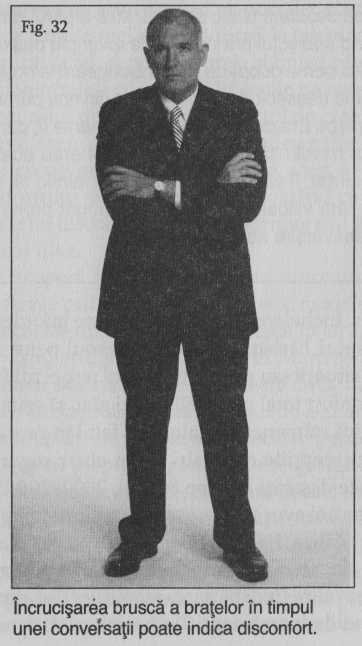 Fig. 32
Încrucişarea bruscă a braţelor în timpul
unei conversaţii poate indica disconfort.